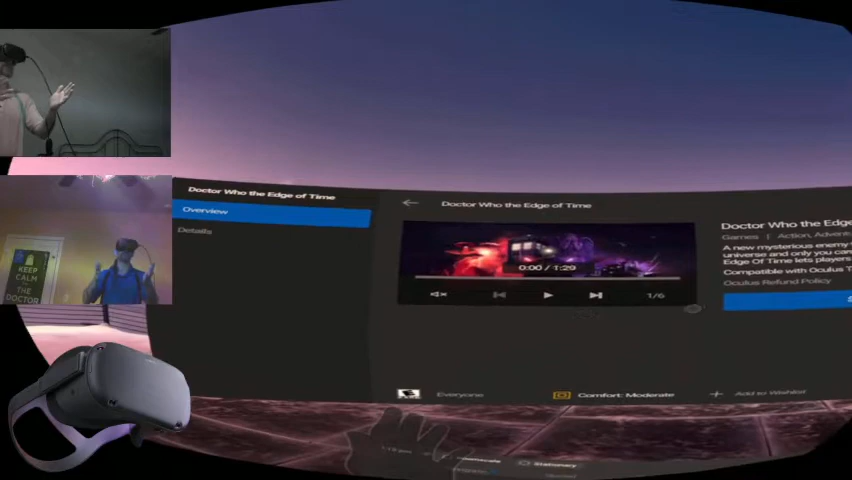 Doctor Who the Edge of Time
Overview
Details
Doctor Who the Edge of Time
0:00 / 1:29
1/6
Doctor Who the Edge
Games | Action, Advent
A new mysterious enemy
universe and only you ca
Edge Of Time lets players
Compatible with Oculus T
Oculus Refund Policy
Everyone
Comfort: Moderate
Add to Wishlist
Stationary
KEEP
CALM
THE
DOCTOR